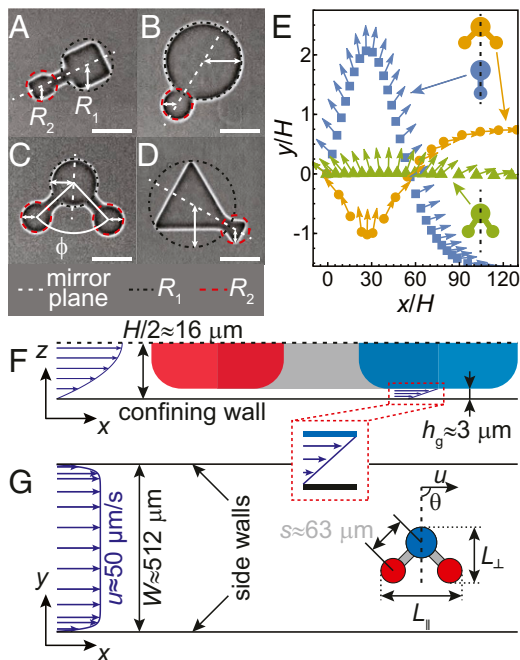 A
B
R₂
R₁
C
D
ϕ
mirror plane
R₁
R₂
E
y/H
2
1
0
-1
0
30
60
90
120
x/H
F
z
x
H/2≈16 μm
confining wall
h_g≈3 μm
G
y
x
u≈50 μm/s
W≈512 μm
side walls
s≈63 μm
u
θ
L⊥
L∥